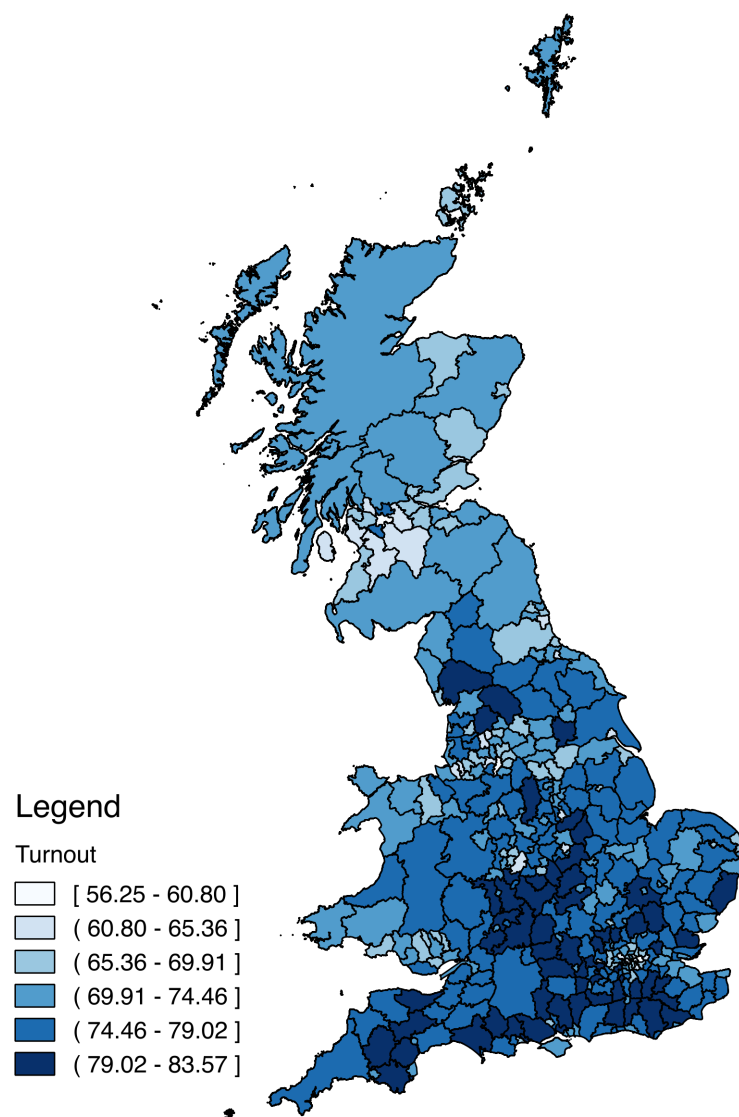 Legend
Turnout
[ 56.25 - 60.80 ]
( 60.80 - 65.36 ]
( 65.36 - 69.91 ]
( 69.91 - 74.46 ]
( 74.46 - 79.02 ]
( 79.02 - 83.57 ]